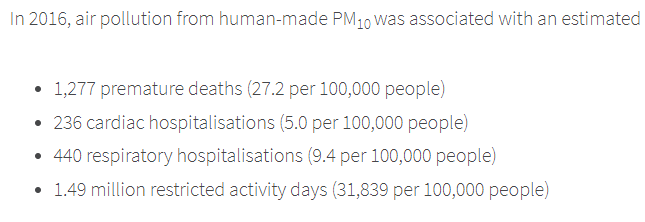 In 2016, air pollution from human-made PM₁₀ was associated with an estimated
• 1,277 premature deaths (27.2 per 100,000 people)
• 236 cardiac hospitalisations (5.0 per 100,000 people)
• 440 respiratory hospitalisations (9.4 per 100,000 people)
• 1.49 million restricted activity days (31,839 per 100,000 people)